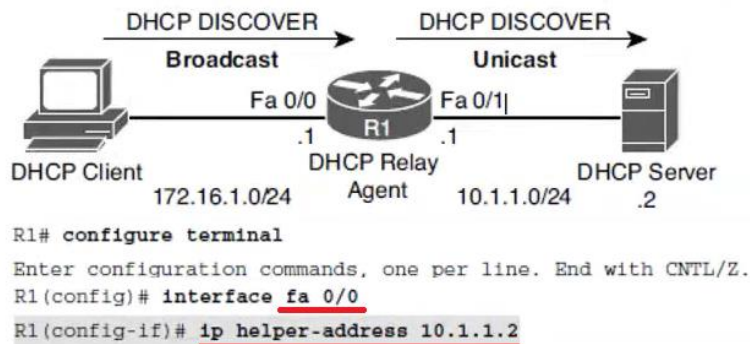 DHCP DISCOVER DHCP DISCOVER
Broadcast Unicast
Fa 0/0 Fa 0/1|
R1
.1 .1
DHCP Client DHCP Relay Agent DHCP Server
172.16.1.0/24 10.1.1.0/24 .2
R1# configure terminal
Enter configuration commands, one per line. End with CNTL/Z.
R1(config)# interface fa 0/0
R1(config-if)# ip helper-address 10.1.1.2